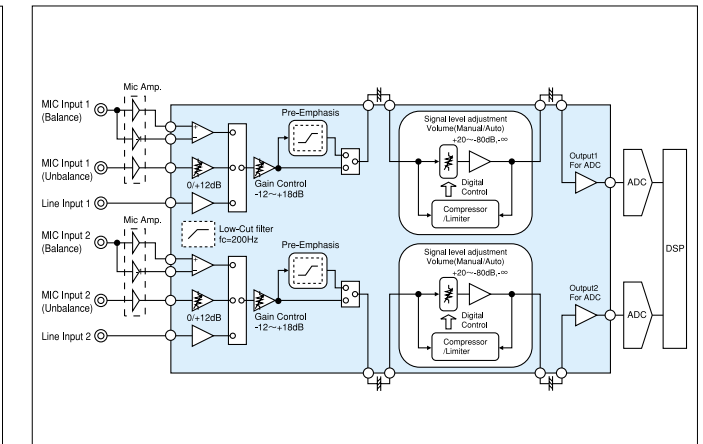 Mic Amp.
MIC Input 1
(Balance)
MIC Input 1
(Unbalance)
Line Input 1
+
−
0/+12dB
Gain Control
-12～+18dB
Pre-Emphasis
Signal level adjustment
Volume(Manual/Auto)
+20～-80dB,-∞
Digital
Control
Compressor
/Limiter
Output1
For ADC
ADC
DSP
Low-Cut filter
fc=200Hz
Mic Amp.
MIC Input 2
(Balance)
MIC Input 2
(Unbalance)
Line Input 2
+
−
0/+12dB
Gain Control
-12～+18dB
Pre-Emphasis
Signal level adjustment
Volume(Manual/Auto)
+20～-80dB,-∞
Digital
Control
Compressor
/Limiter
Output2
For ADC
ADC